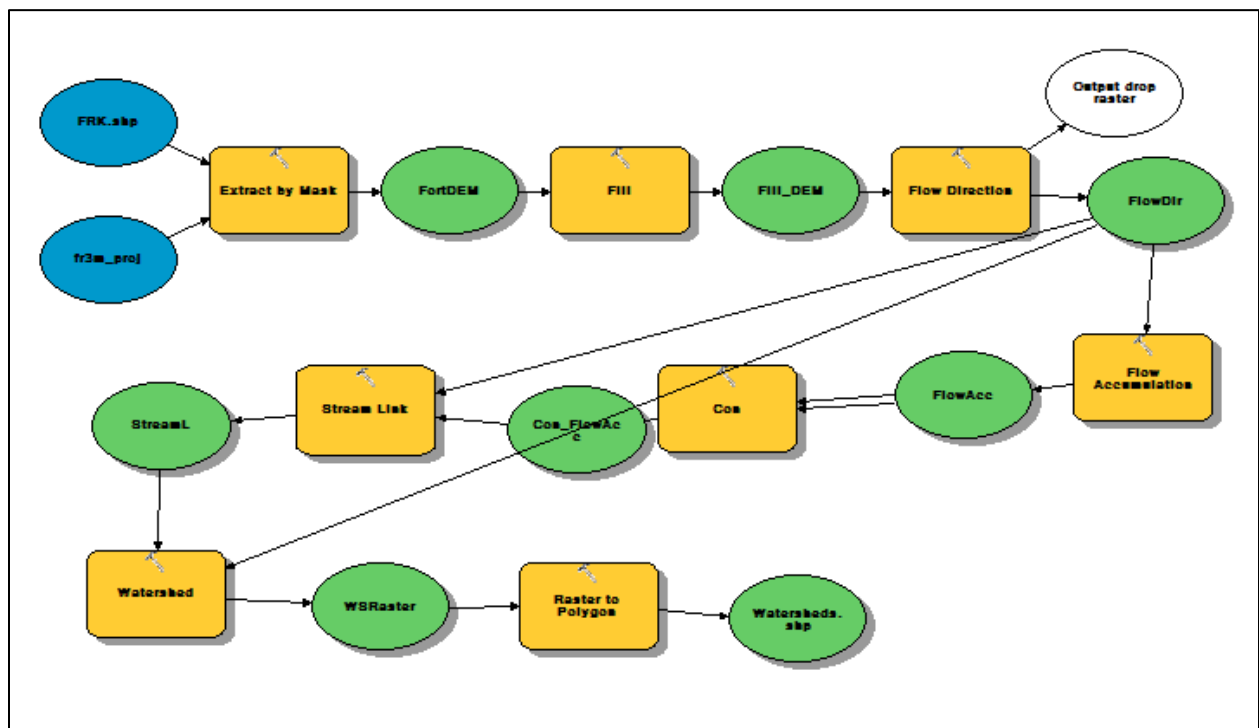 Output drop
raster
FRK.shp
Extract by Mask
FortDEM
Fill
Fill_DEM
Flow Direction
FlowDir
fr3m_proj
Flow
Accumulation
FlowAcc
Con
Con_FlowAc
c
Stream Link
StreamL
Watershed
WSRaster
Raster to
Polygon
Watersheds.
shp